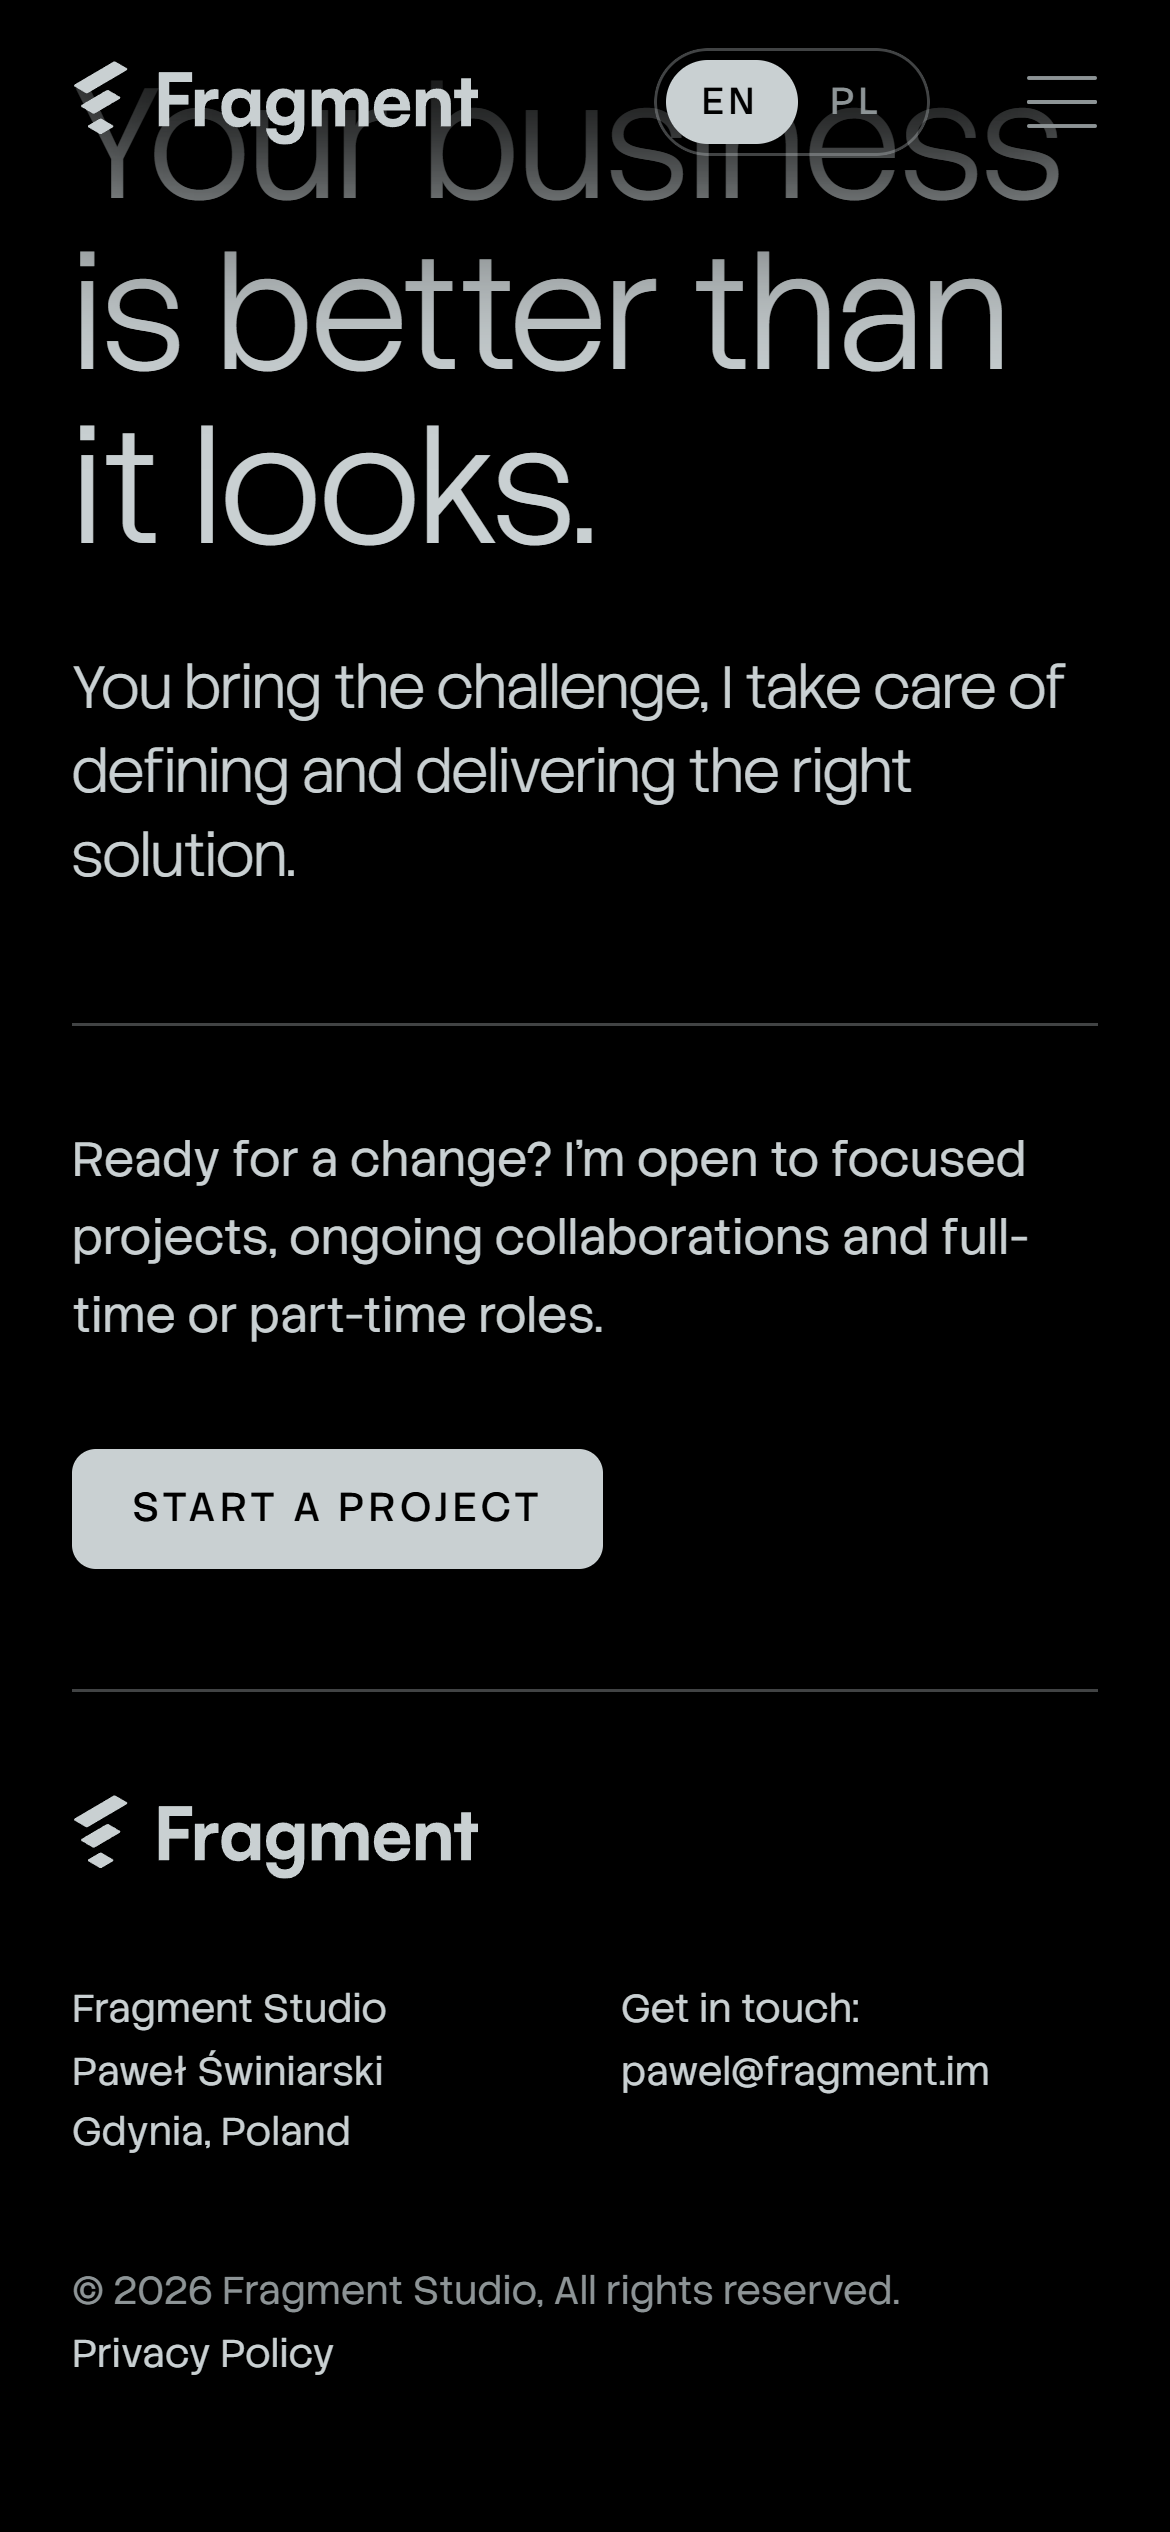 Fragment
EN PL
Your business
is better than
it looks.
You bring the challenge, I take care of
defining and delivering the right
solution.
Ready for a change? I’m open to focused
projects, ongoing collaborations and full-
time or part-time roles.
START A PROJECT
Fragment
Fragment Studio
Paweł Świniarski
Gdynia, Poland
Get in touch:
pawel@fragment.im
© 2026 Fragment Studio, All rights reserved.
Privacy Policy